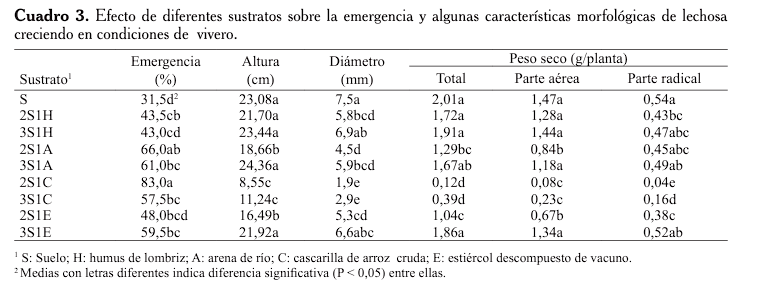 Cuadro 3. Efecto de diferentes sustratos sobre la emergencia y algunas características morfológicas de lechosa
creciendo en condiciones de vivero.
Emergencia Altura Diámetro Peso seco (g/planta)
Sustrato¹ (%) (cm) (mm) Total Parte aérea Parte radical
S 31,5d² 23,08a 7,5a 2,01a 1,47a 0,54a
2S1H 43,5cb 21,70a 5,8bcd 1,72a 1,28a 0,43bc
3S1H 43,0cd 23,44a 6,9ab 1,91a 1,44a 0,47abc
2S1A 66,0ab 18,66b 4,5d 1,29bc 0,84b 0,45abc
3S1A 61,0bc 24,36a 5,9bcd 1,67ab 1,18a 0,49ab
2S1C 83,0a 8,55c 1,9e 0,12d 0,08c 0,04e
3S1C 57,5bc 11,24c 2,9e 0,39d 0,23c 0,16d
2S1E 48,0bcd 16,49b 5,3cd 1,04c 0,67b 0,38c
3S1E 59,5bc 21,92a 6,6abc 1,86a 1,34a 0,52ab
¹ S: Suelo; H: humus de lombriz; A: arena de río; C: cascarilla de arroz cruda; E: estiércol descompuesto de vacuno.
² Medias con letras diferentes indica diferencia significativa (P < 0,05) entre ellas.